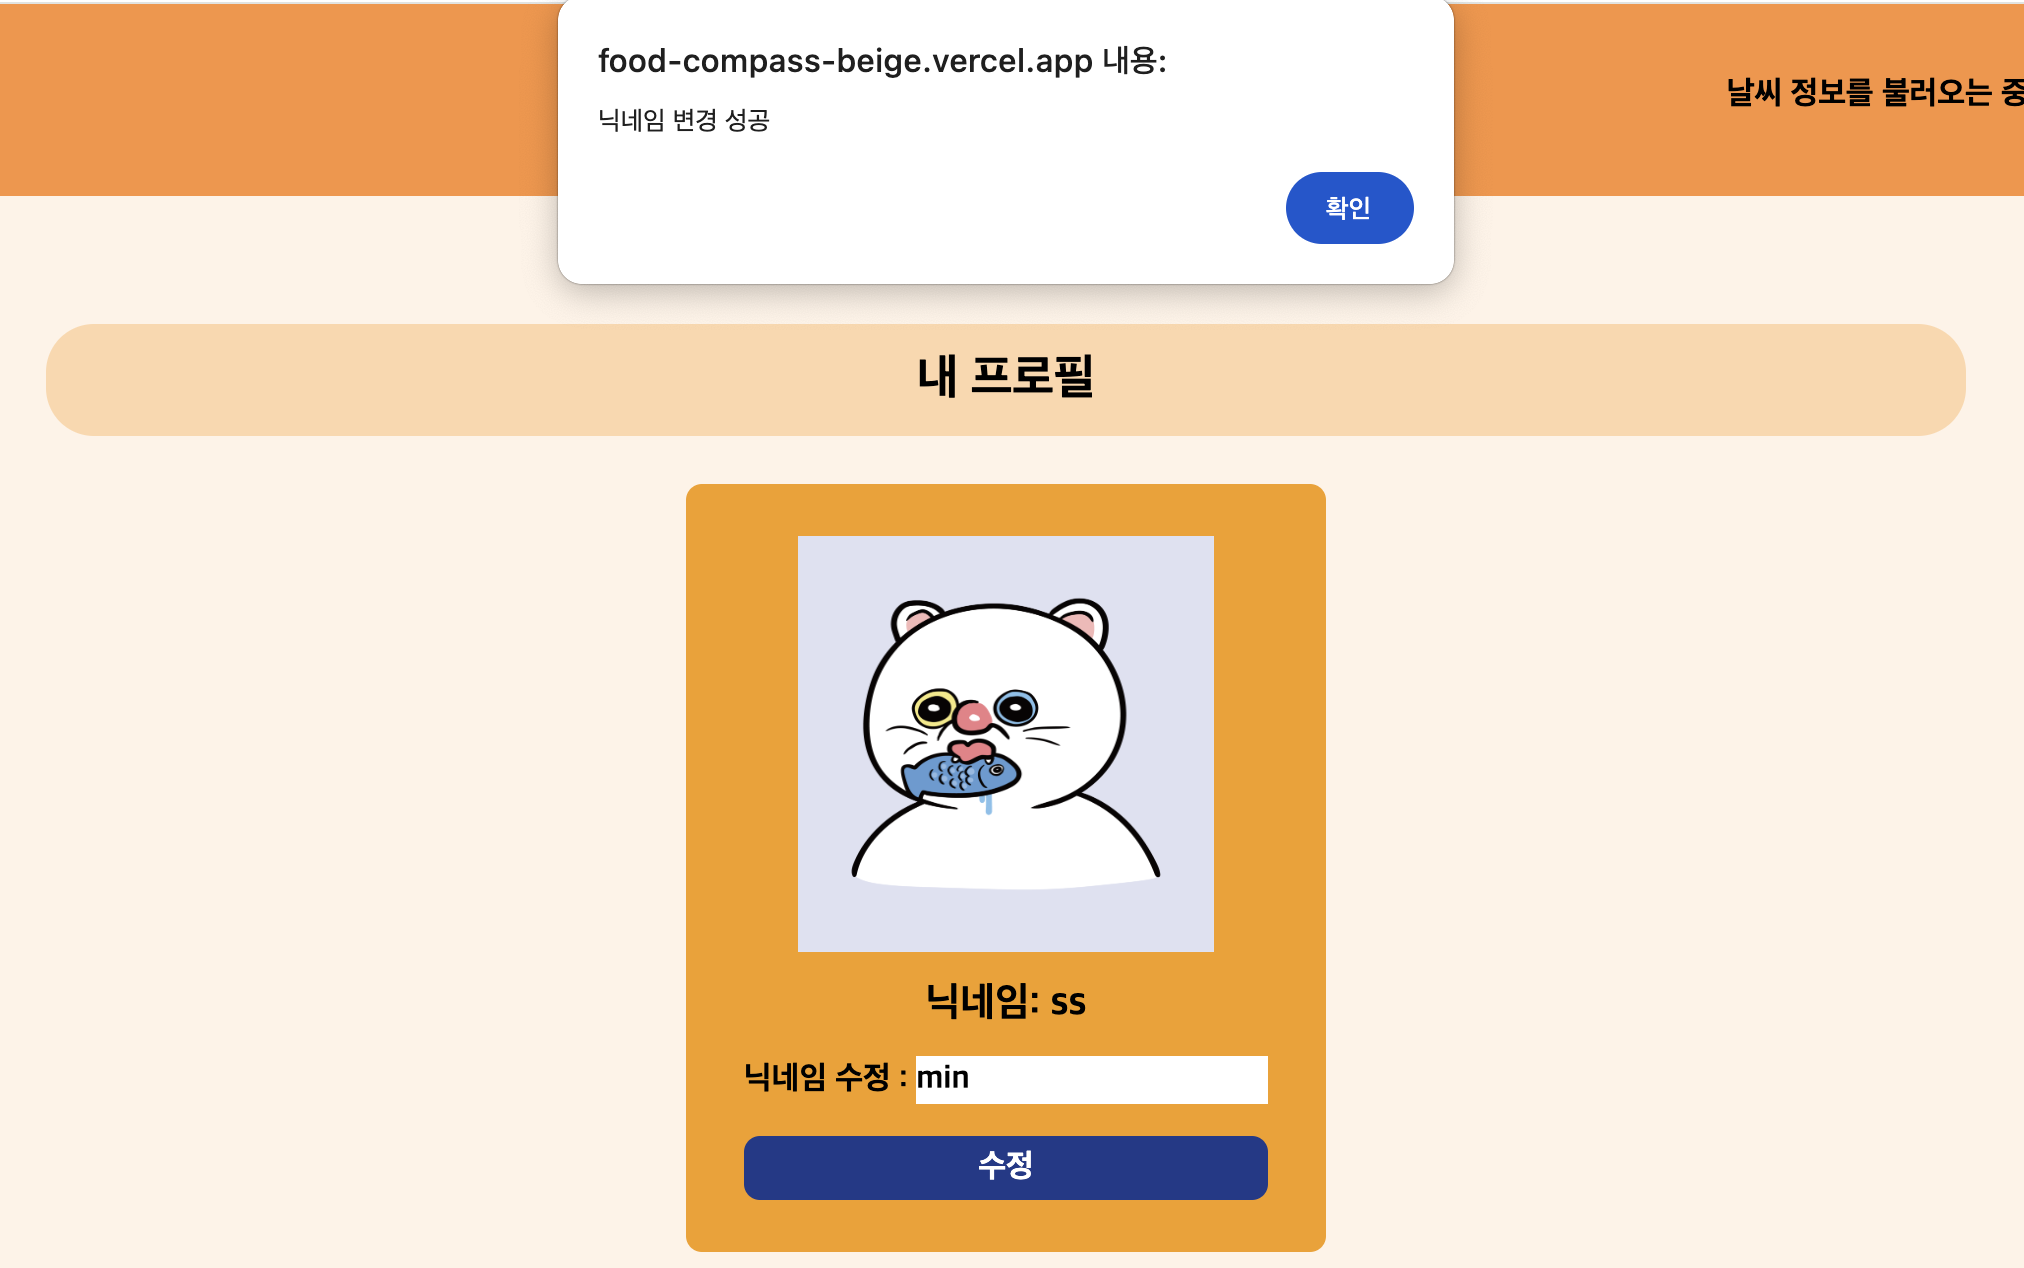 food-compass-beige.vercel.app 내용:
닉네임 변경 성공
확인
날씨 정보를 불러오는 중
내 프로필
닉네임: ss
닉네임 수정 : min
수정